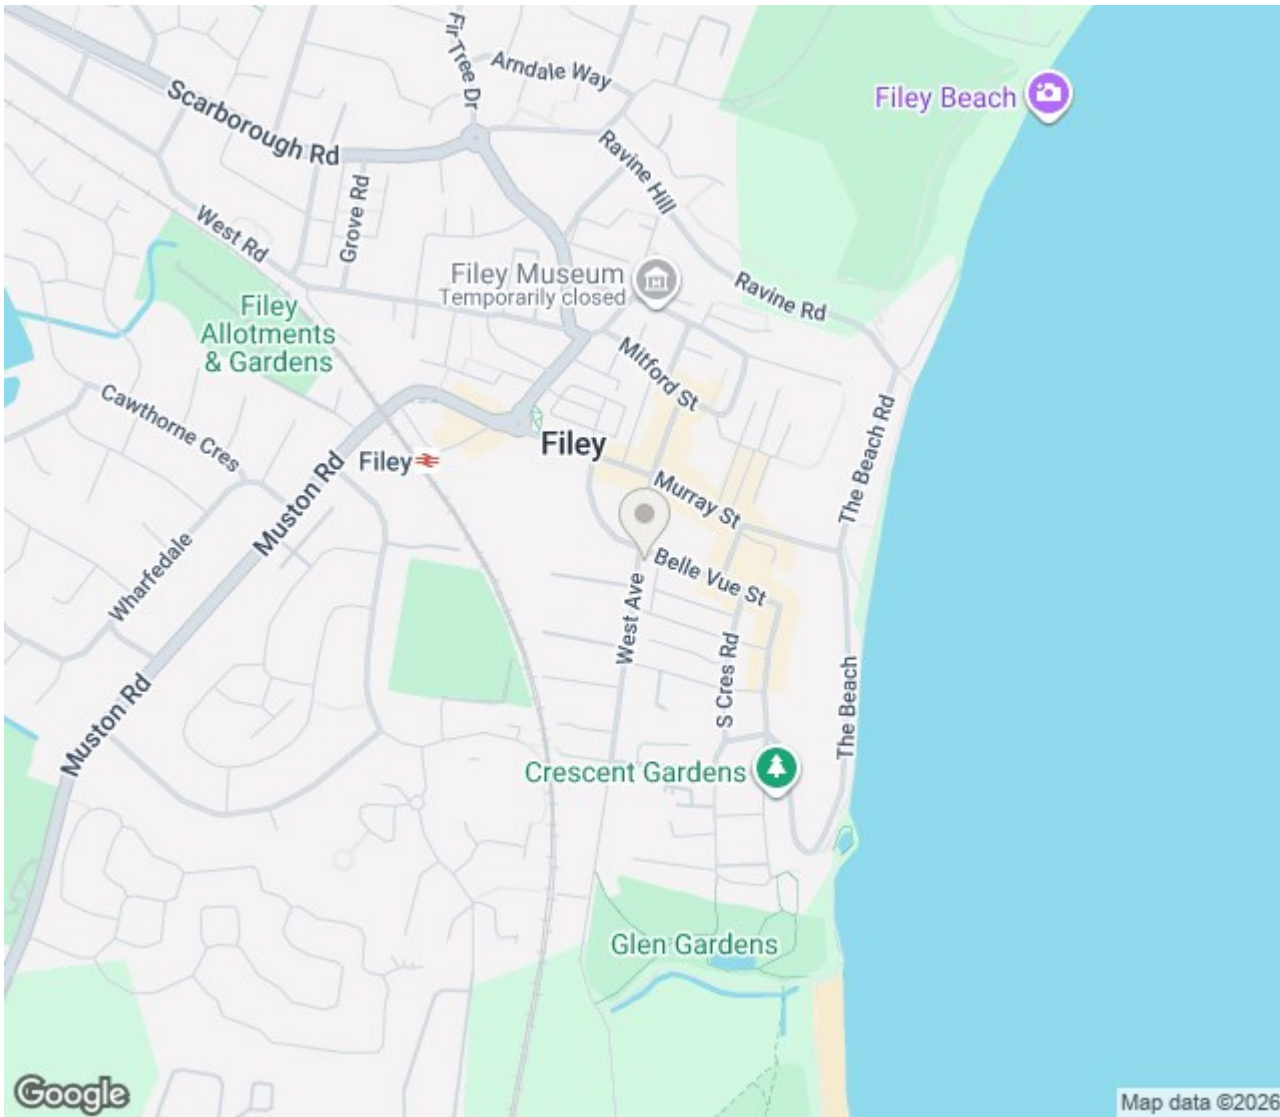 Fir Tree Dr
Arndale Way
Scarborough Rd
Filey Beach
Ravine Hill
Grove Rd
West Rd
Filey Museum
Temporarily closed
Ravine Rd
Filey
Allotments
& Gardens
Mitford St
Cawthorne Cres
The Beach Rd
Filey
Filey
Muston Rd
Murray St
Wharfedale
Belle Vue St
West Ave
S Cres Rd
The Beach
Muston Rd
Crescent Gardens
Glen Gardens
Google
Map data ©2026